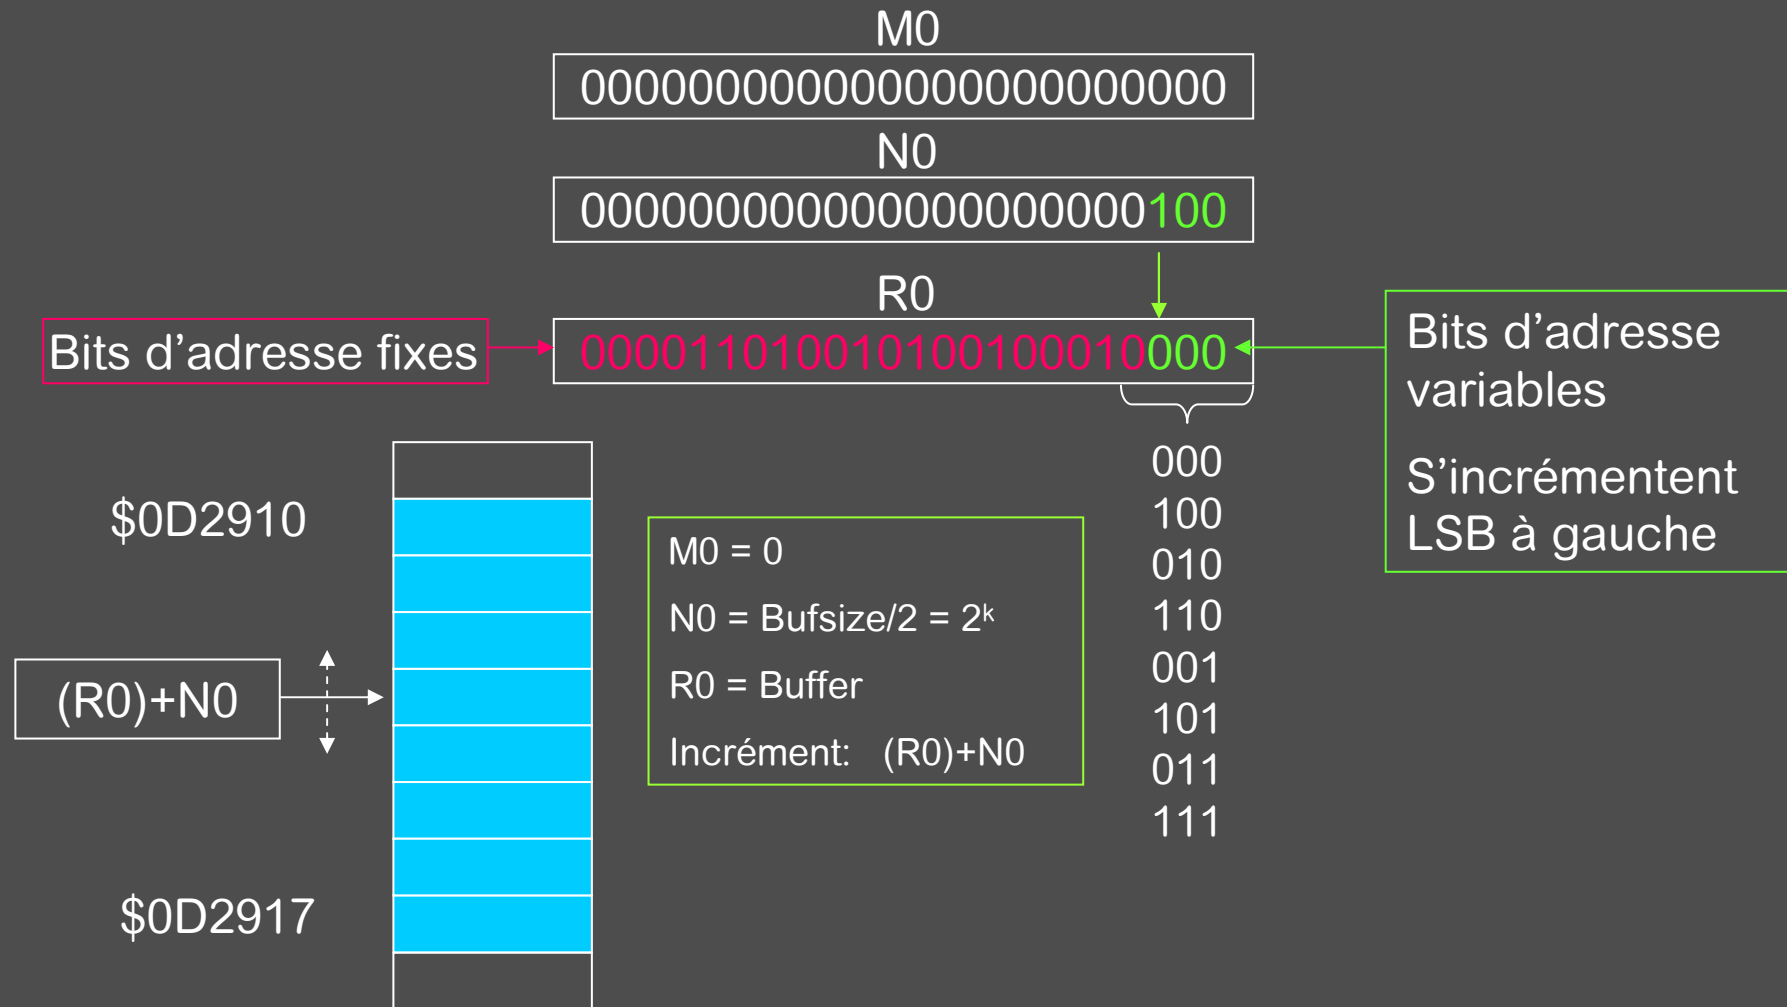 M0
000000000000000000000000
N0
000000000000000000000100
R0
Bits d'adresse fixes
000011010010100100010000
Bits d'adresse
variables
S'incrémentent
LSB à gauche
000
100
010
110
001
101
011
111
$0D2910
(R0)+N0
$0D2917
M0 = 0
N0 = Bufsize/2 = 2ᵏ
R0 = Buffer
Incrément: (R0)+N0